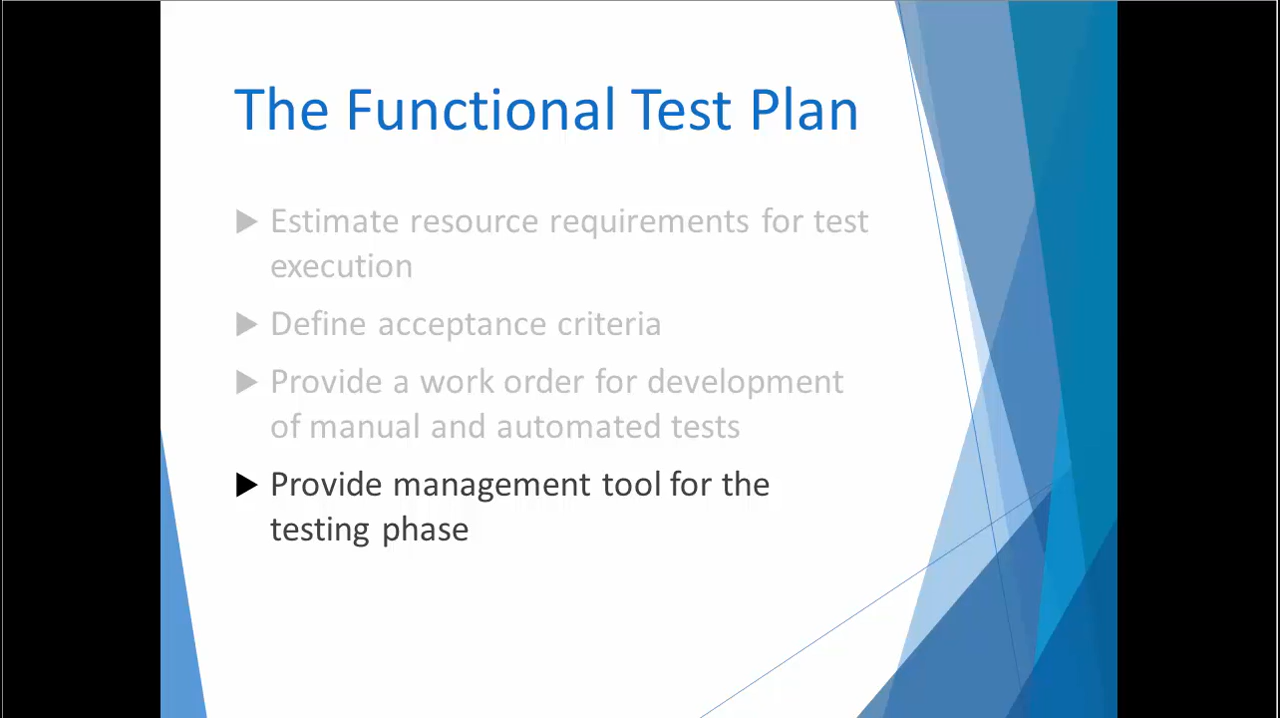 The Functional Test Plan
Estimate resource requirements for test
execution
Define acceptance criteria
Provide a work order for development
of manual and automated tests
Provide management tool for the
testing phase